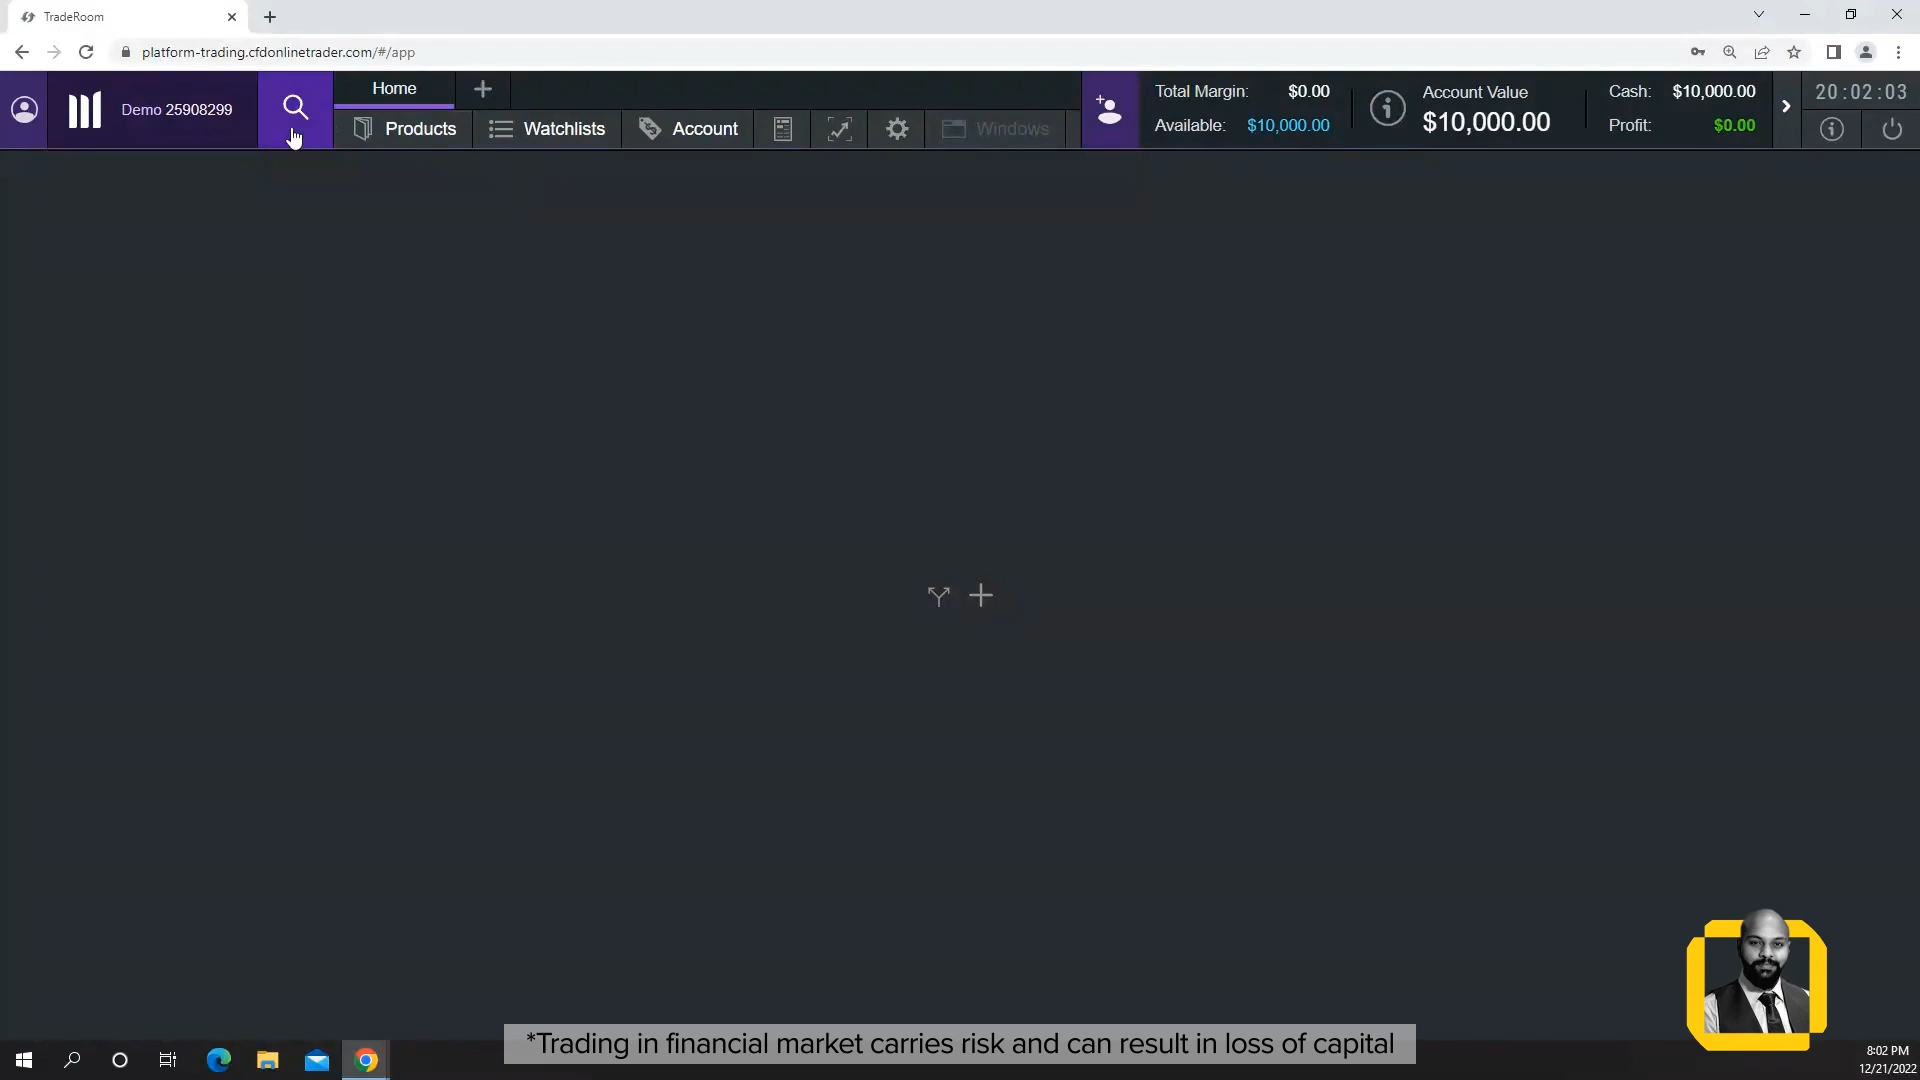 TradeRoom
platform-trading.cfdonlinetrader.com/#/app
Demo 25908299
Home
Products
Watchlists
Account
Windows
Total Margin: $0.00
Available: $10,000.00
Account Value
$10,000.00
Cash: $10,000.00
Profit: $0.00
20:02:03
*Trading in financial market carries risk and can result in loss of capital
8:02 PM
12/21/2022